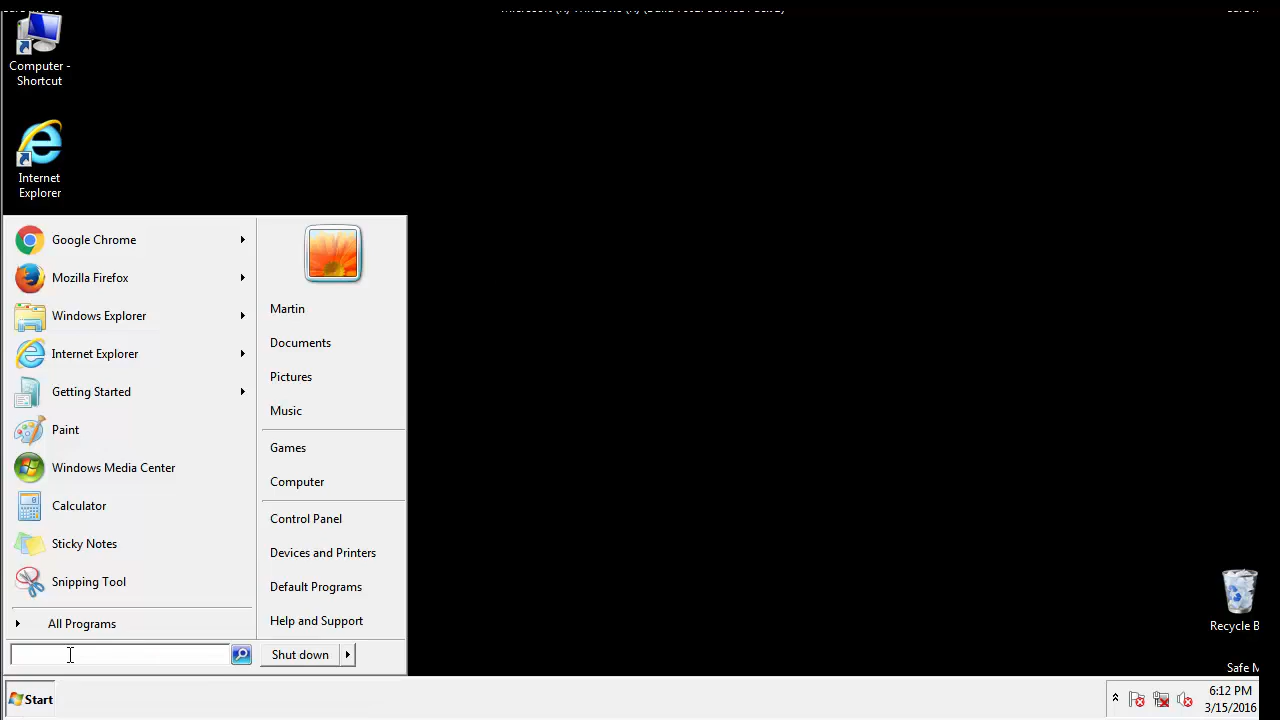 Computer -
Shortcut
Internet
Explorer
Google Chrome
Mozilla Firefox
Windows Explorer
Internet Explorer
Getting Started
Paint
Windows Media Center
Calculator
Sticky Notes
Snipping Tool
All Programs
Martin
Documents
Pictures
Music
Games
Computer
Control Panel
Devices and Printers
Default Programs
Help and Support
Shut down
Recycle B
Safe M
Start
6:12 PM
3/15/2016